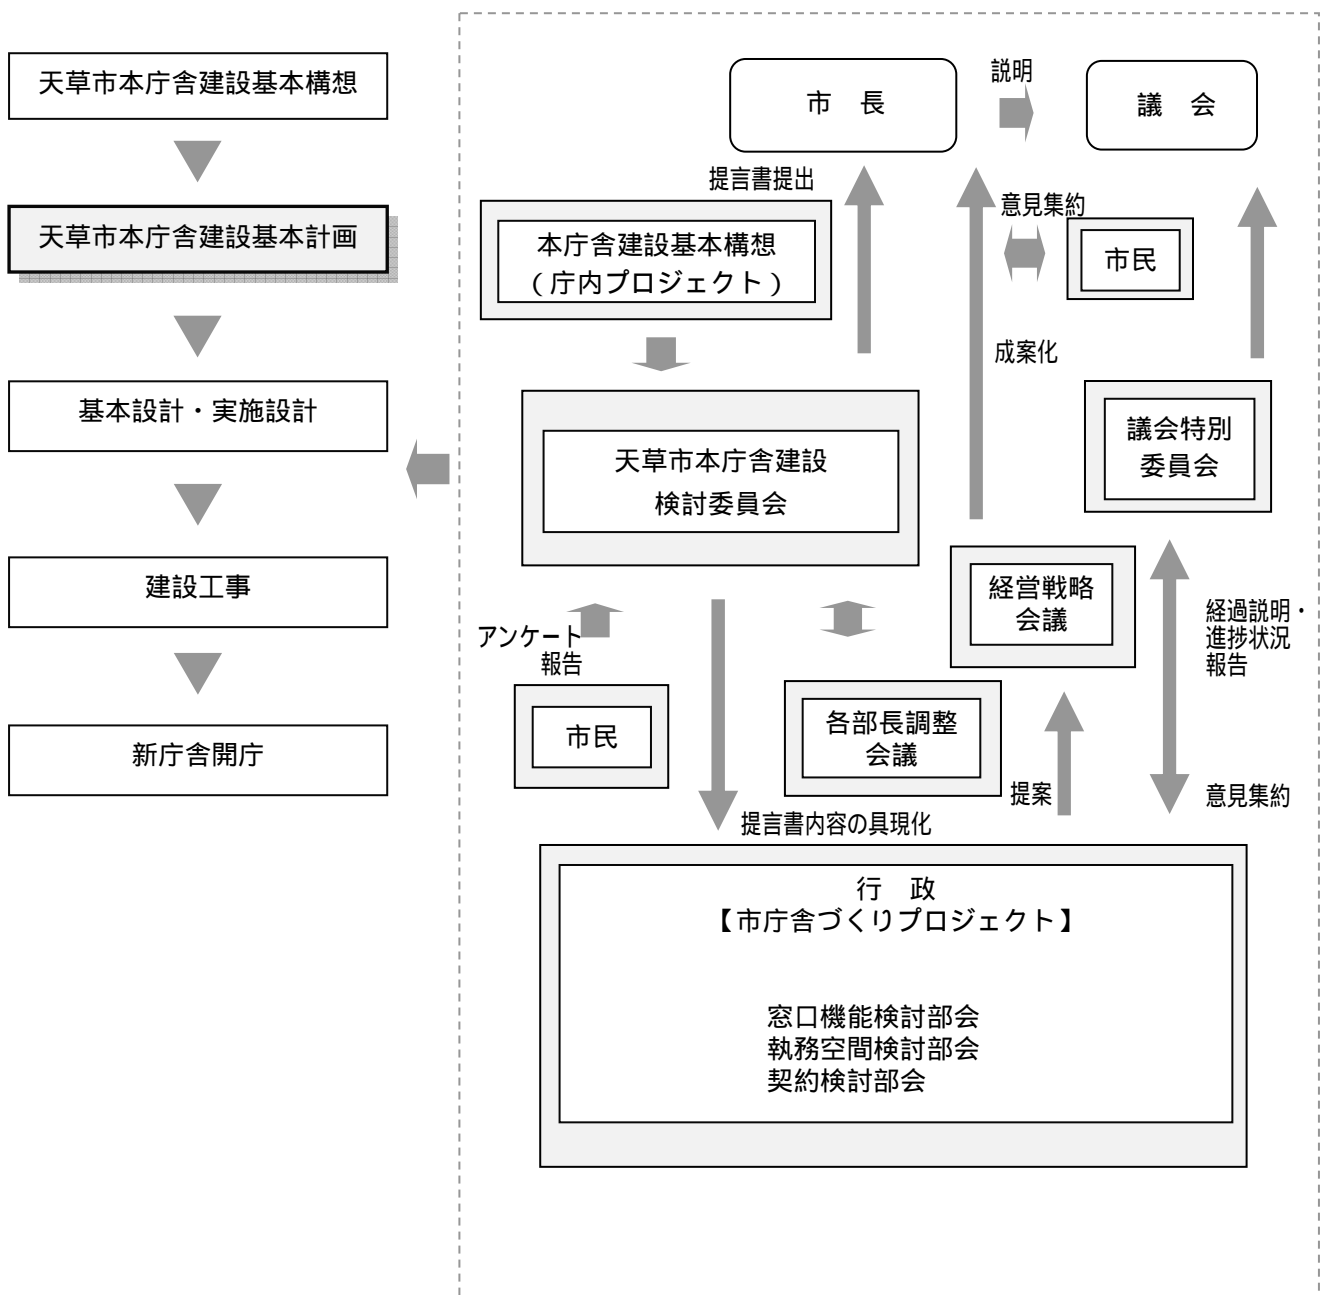 天草市本庁舎建設基本構想
天草市本庁舎建設基本計画
基本設計・実施設計
建設工事
新庁舎開庁
市　長
説明
議　会
提言書提出
本庁舎建設基本構想
（庁内プロジェクト）
意見集約
市民
成案化
天草市本庁舎建設
検討委員会
議会特別
委員会
経営戦略
会議
経過説明・
進捗状況
報告
アンケート
報告
市民
各部長調整
会議
提案
意見集約
提言書内容の具現化
行　政
【市庁舎づくりプロジェクト】
窓口機能検討部会
執務空間検討部会
契約検討部会